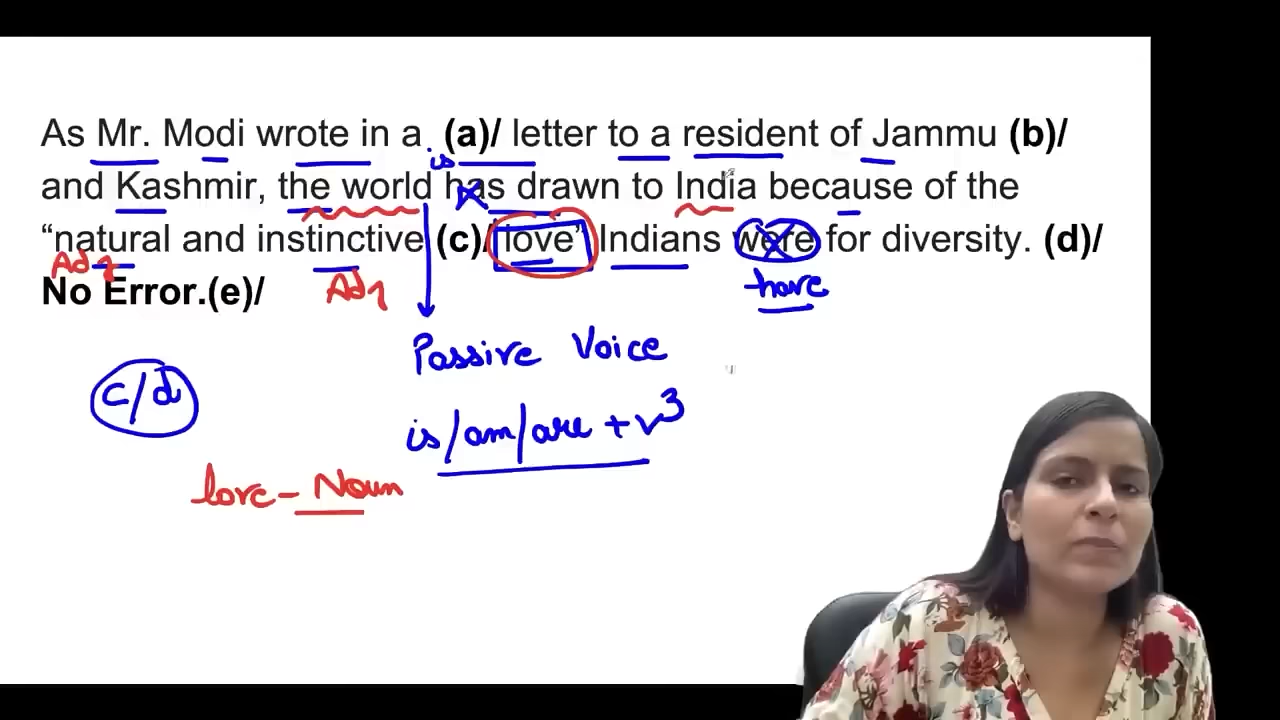 As Mr. Modi wrote in a (a)/ letter to a resident of Jammu (b)/
is
and Kashmir, the world has drawn to India because of the
“natural and instinctive (c)/ love” Indians were for diversity. (d)/
Adj Adj have
No Error.(e)/
Passive Voice
c/d
is/am/are + v3
love - Noun